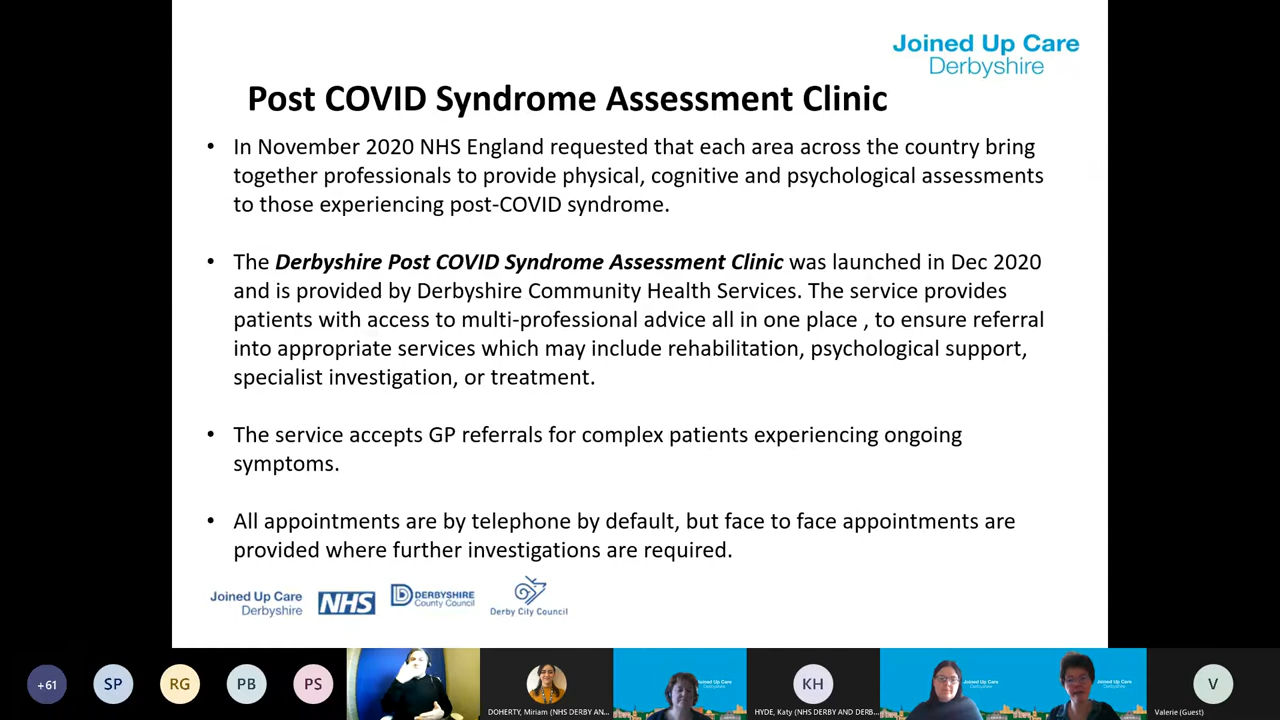 Joined Up Care
Derbyshire
Post COVID Syndrome Assessment Clinic
• In November 2020 NHS England requested that each area across the country bring
together professionals to provide physical, cognitive and psychological assessments
to those experiencing post-COVID syndrome.
• The Derbyshire Post COVID Syndrome Assessment Clinic was launched in Dec 2020
and is provided by Derbyshire Community Health Services. The service provides
patients with access to multi-professional advice all in one place , to ensure referral
into appropriate services which may include rehabilitation, psychological support,
specialist investigation, or treatment.
• The service accepts GP referrals for complex patients experiencing ongoing
symptoms.
• All appointments are by telephone by default, but face to face appointments are
provided where further investigations are required.
Joined Up Care
Derbyshire
NHS
DERBYSHIRE
County Council
Derby City Council
+61
SP
RG
PB
PS
DOHERTY, Miriam (NHS DERBY AN...
Joined Up Care
Derbyshire
KH
HYDE, Katy (NHS DERBY AND DERB...
Joined Up Care
Derbyshire
Joined Up Care
Derbyshire
V
Valerie (Guest)